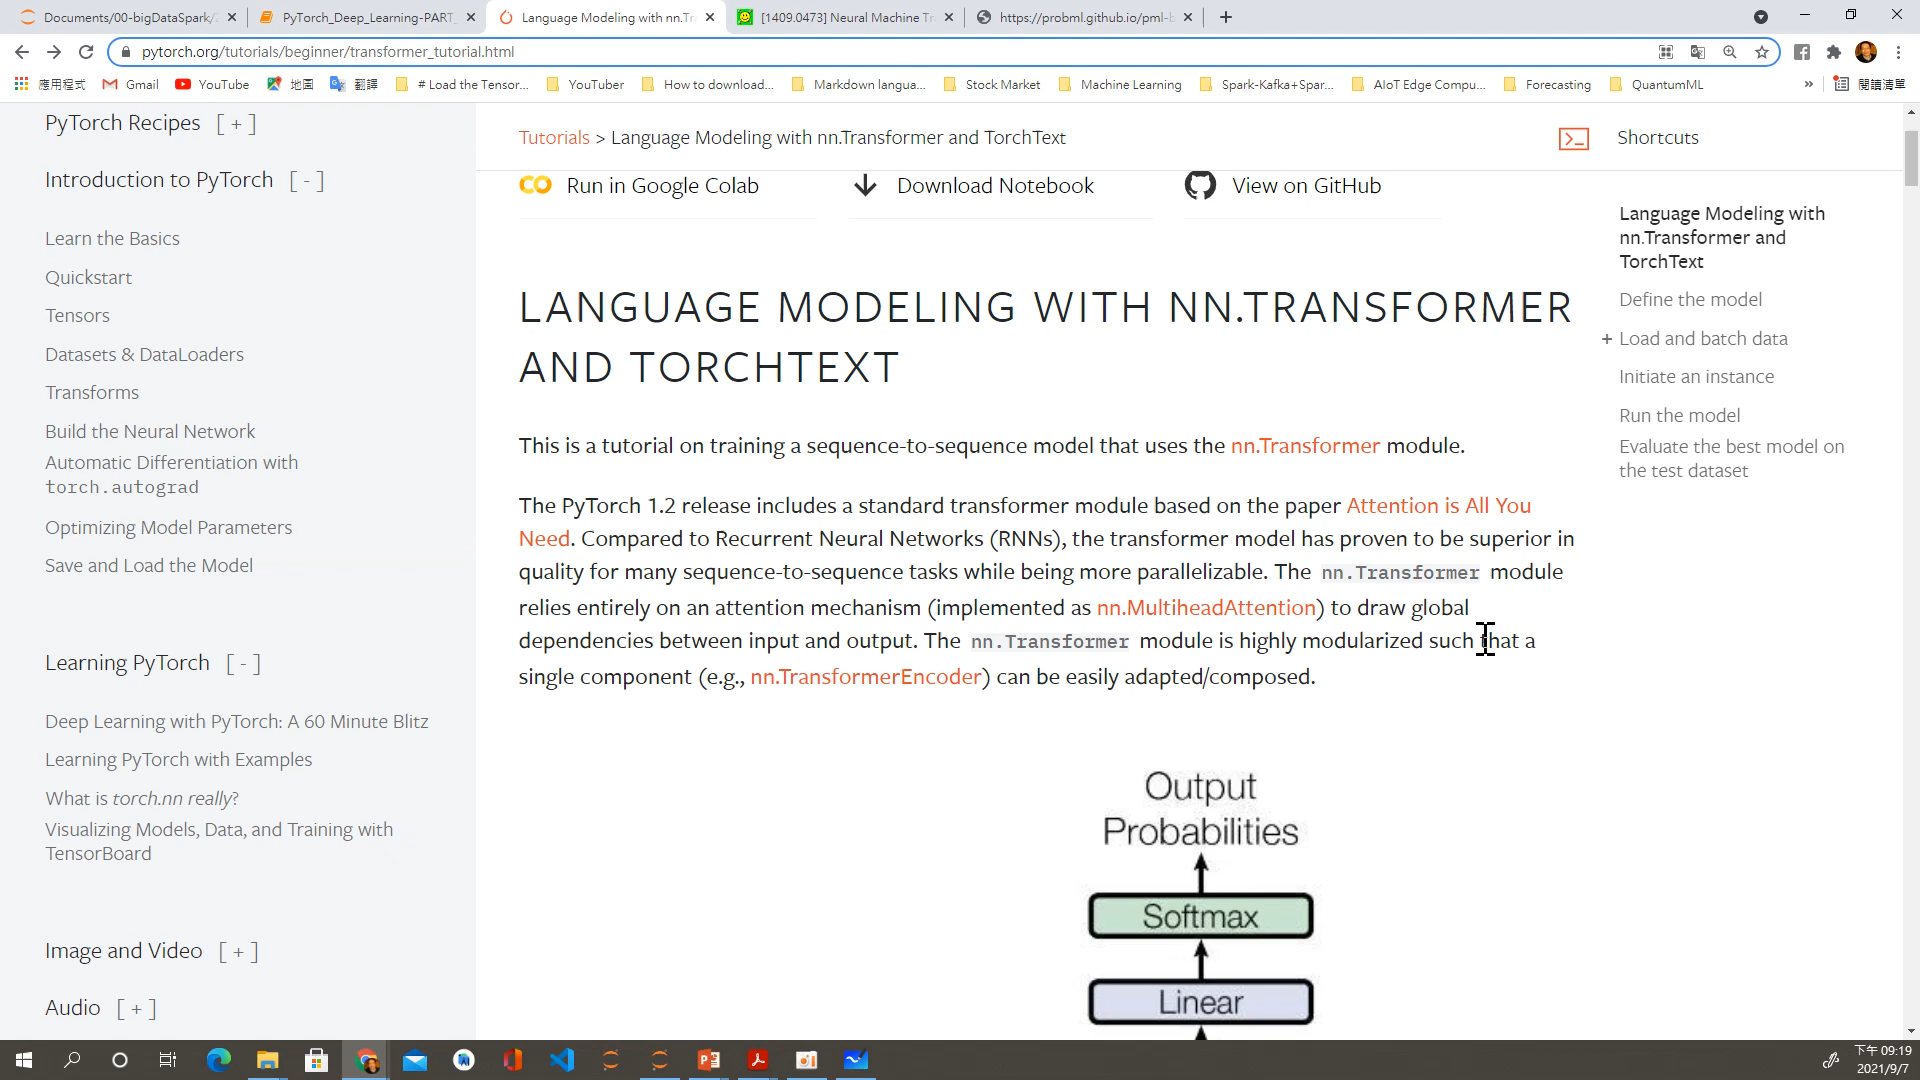 Documents/00-bigDataSpark/
PyTorch_Deep_Learning-PART_
Language Modeling with nn.Tr
[1409.0473] Neural Machine Tr
https://probml.github.io/pml-b
pytorch.org/tutorials/beginner/transformer_tutorial.html
應用程式
Gmail
YouTube
地圖
翻譯
# Load the Tensor...
YouTuber
How to download...
Markdown langua...
Stock Market
Machine Learning
Spark-Kafka+Spar...
AIoT Edge Compu...
Forecasting
QuantumML
»
閱讀清單
PyTorch Recipes [ + ]
Introduction to PyTorch [ - ]
Learn the Basics
Quickstart
Tensors
Datasets & DataLoaders
Transforms
Build the Neural Network
Automatic Differentiation with
torch.autograd
Optimizing Model Parameters
Save and Load the Model
Learning PyTorch [ - ]
Deep Learning with PyTorch: A 60 Minute Blitz
Learning PyTorch with Examples
What is torch.nn really?
Visualizing Models, Data, and Training with
TensorBoard
Image and Video [ + ]
Audio [ + ]
Tutorials > Language Modeling with nn.Transformer and TorchText
Shortcuts
Run in Google Colab
Download Notebook
View on GitHub
LANGUAGE MODELING WITH NN.TRANSFORMER
AND TORCHTEXT
This is a tutorial on training a sequence-to-sequence model that uses the nn.Transformer module.
The PyTorch 1.2 release includes a standard transformer module based on the paper Attention is All You
Need. Compared to Recurrent Neural Networks (RNNs), the transformer model has proven to be superior in
quality for many sequence-to-sequence tasks while being more parallelizable. The nn.Transformer module
relies entirely on an attention mechanism (implemented as nn.MultiheadAttention) to draw global
dependencies between input and output. The nn.Transformer module is highly modularized such that a
single component (e.g., nn.TransformerEncoder) can be easily adapted/composed.
Output
Probabilities
Softmax
Linear
Language Modeling with
nn.Transformer and
TorchText
Define the model
+ Load and batch data
Initiate an instance
Run the model
Evaluate the best model on
the test dataset
下午 09:19
2021/9/7